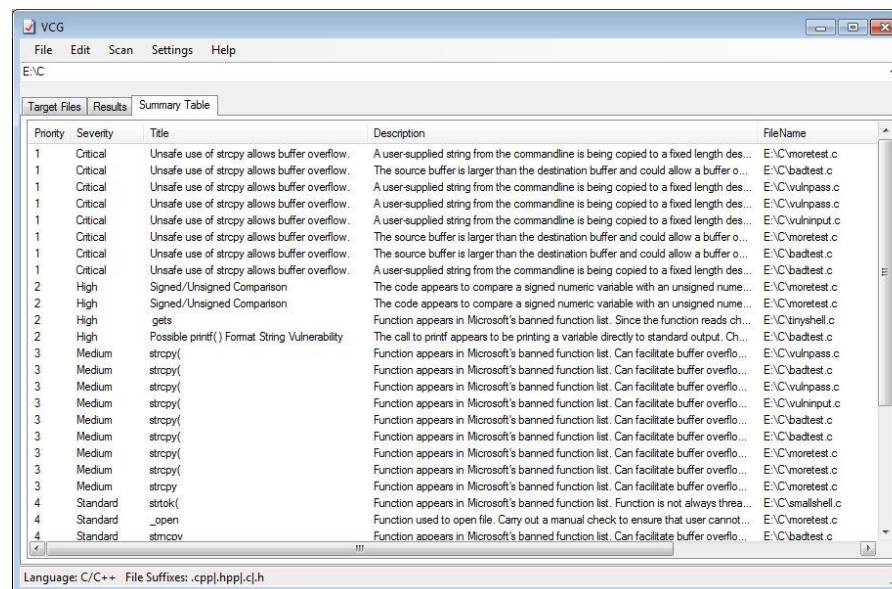 VCG
File Edit Scan Settings Help
E:\C
Target Files Results Summary Table
Priority Severity Title Description FileName
1 Critical Unsafe use of strcpy allows buffer overflow. A user-supplied string from the commandline is being copied to a fixed length des... E:\C\moretest.c
1 Critical Unsafe use of strcpy allows buffer overflow. The source buffer is larger than the destination buffer and could allow a buffer o... E:\C\badtest.c
1 Critical Unsafe use of strcpy allows buffer overflow. A user-supplied string from the commandline is being copied to a fixed length des... E:\C\vulnpass.c
1 Critical Unsafe use of strcpy allows buffer overflow. A user-supplied string from the commandline is being copied to a fixed length des... E:\C\vulnpass.c
1 Critical Unsafe use of strcpy allows buffer overflow. A user-supplied string from the commandline is being copied to a fixed length des... E:\C\vulninput.c
1 Critical Unsafe use of strcpy allows buffer overflow. The source buffer is larger than the destination buffer and could allow a buffer o... E:\C\moretest.c
1 Critical Unsafe use of strcpy allows buffer overflow. The source buffer is larger than the destination buffer and could allow a buffer o... E:\C\badtest.c
1 Critical Unsafe use of strcpy allows buffer overflow. A user-supplied string from the commandline is being copied to a fixed length des... E:\C\badtest.c
2 High Signed/Unsigned Comparison The code appears to compare a signed numeric variable with an unsigned nume... E:\C\moretest.c
2 High Signed/Unsigned Comparison The code appears to compare a signed numeric variable with an unsigned nume... E:\C\moretest.c
2 High gets Function appears in Microsoft's banned function list. Since the function reads ch... E:\C\tinyshell.c
2 High Possible printf( ) Format String Vulnerability The call to printf appears to be printing a variable directly to standard output. Ch... E:\C\badtest.c
3 Medium strcpy( Function appears in Microsoft's banned function list. Can facilitate buffer overflo... E:\C\vulnpass.c
3 Medium strcpy( Function appears in Microsoft's banned function list. Can facilitate buffer overflo... E:\C\badtest.c
3 Medium strcpy( Function appears in Microsoft's banned function list. Can facilitate buffer overflo... E:\C\vulnpass.c
3 Medium strcpy( Function appears in Microsoft's banned function list. Can facilitate buffer overflo... E:\C\vulninput.c
3 Medium strcpy( Function appears in Microsoft's banned function list. Can facilitate buffer overflo... E:\C\badtest.c
3 Medium strcpy( Function appears in Microsoft's banned function list. Can facilitate buffer overflo... E:\C\moretest.c
3 Medium strcpy( Function appears in Microsoft's banned function list. Can facilitate buffer overflo... E:\C\moretest.c
3 Medium strcpy( Function appears in Microsoft's banned function list. Can facilitate buffer overflo... E:\C\badtest.c
3 Medium strcpy Function appears in Microsoft's banned function list. Can facilitate buffer overflo... E:\C\moretest.c
4 Standard strtok( Function appears in Microsoft's banned function list. Function is not always threa... E:\C\smallshell.c
4 Standard _open Function used to open file. Carry out a manual check to ensure that user cannot... E:\C\moretest.c
4 Standard strncpy Function appears in Microsoft's banned function list. Can facilitate buffer overflo... E:\C\badtest.c
Language: C/C++ File Suffixes: .cpp|.hpp|.c|.h